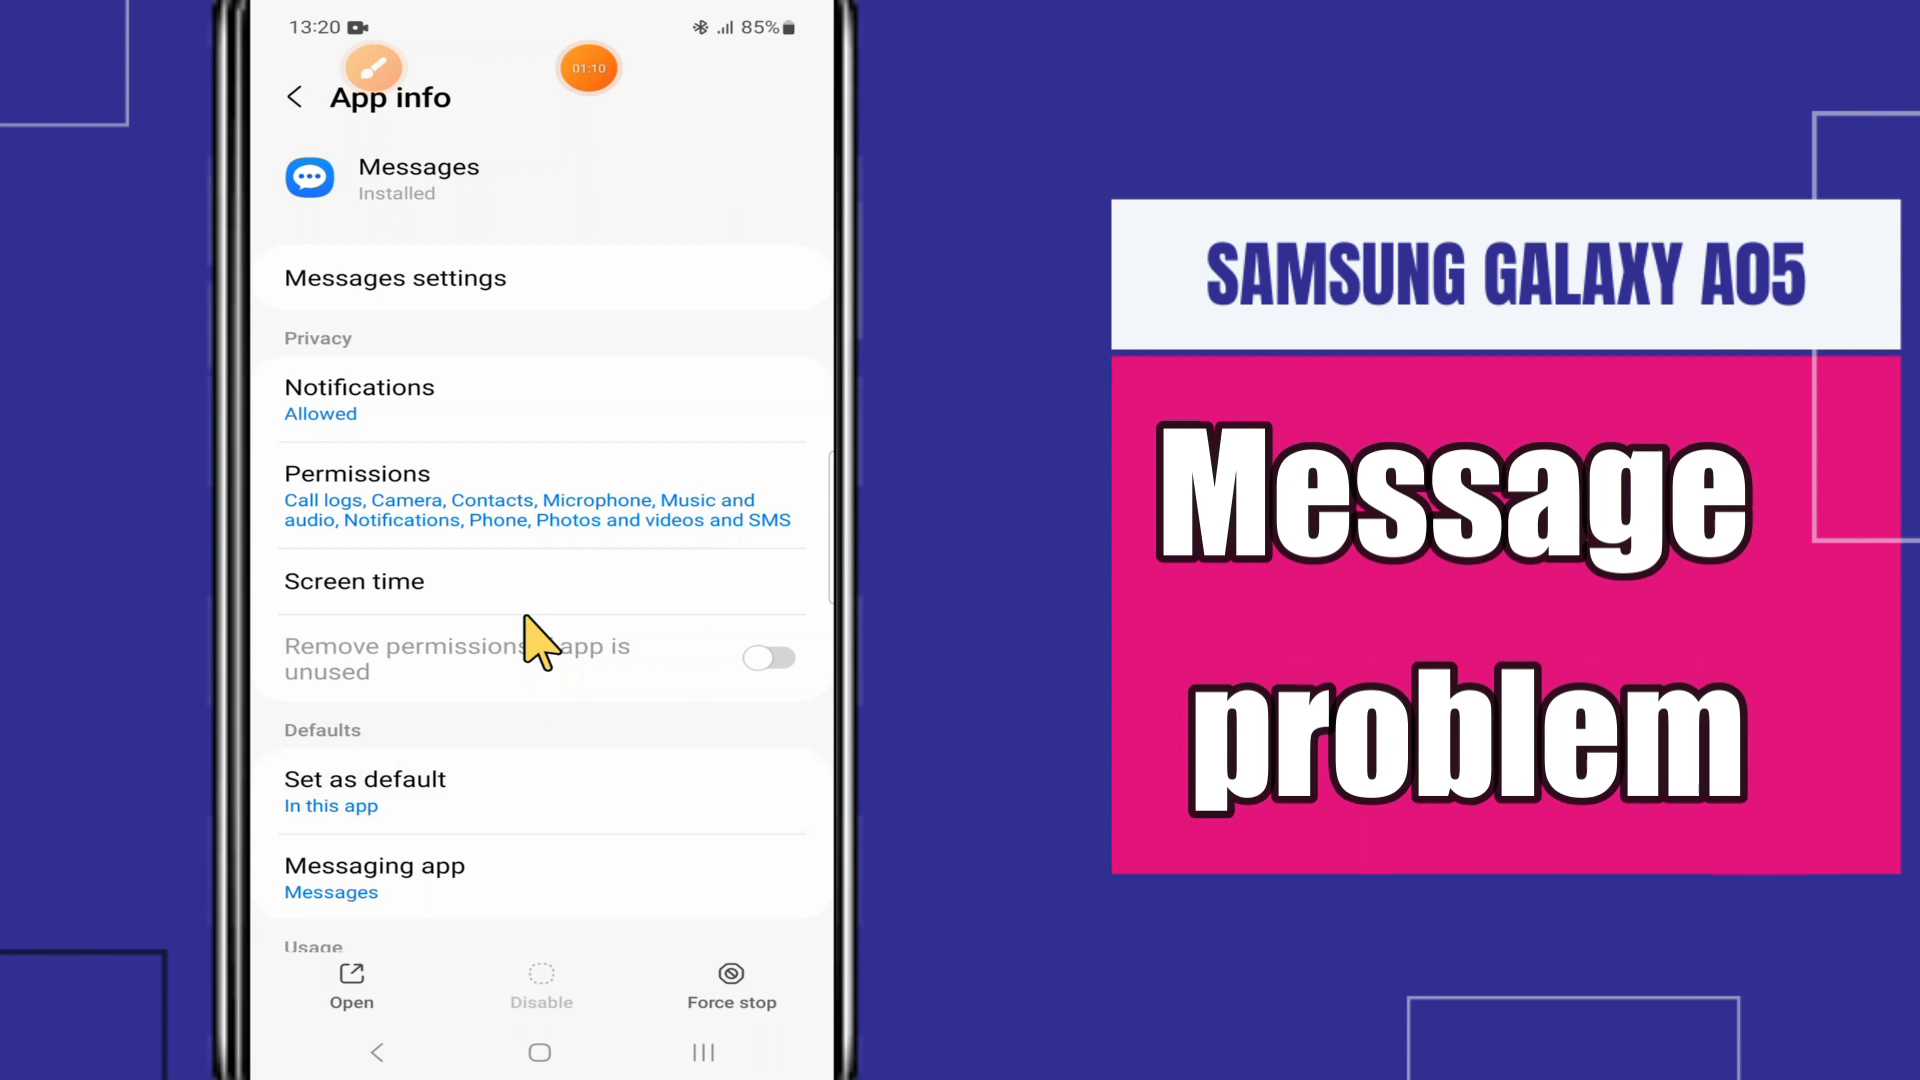 13:20
85%
01:10
App info
Messages
Installed
Messages settings
Privacy
Notifications
Allowed
Permissions
Call logs, Camera, Contacts, Microphone, Music and
audio, Notifications, Phone, Photos and videos and SMS
Screen time
Remove permissions app is
unused
Defaults
Set as default
In this app
Messaging app
Messages
Usage
Open
Disable
Force stop
SAMSUNG GALAXY A05
Message
problem